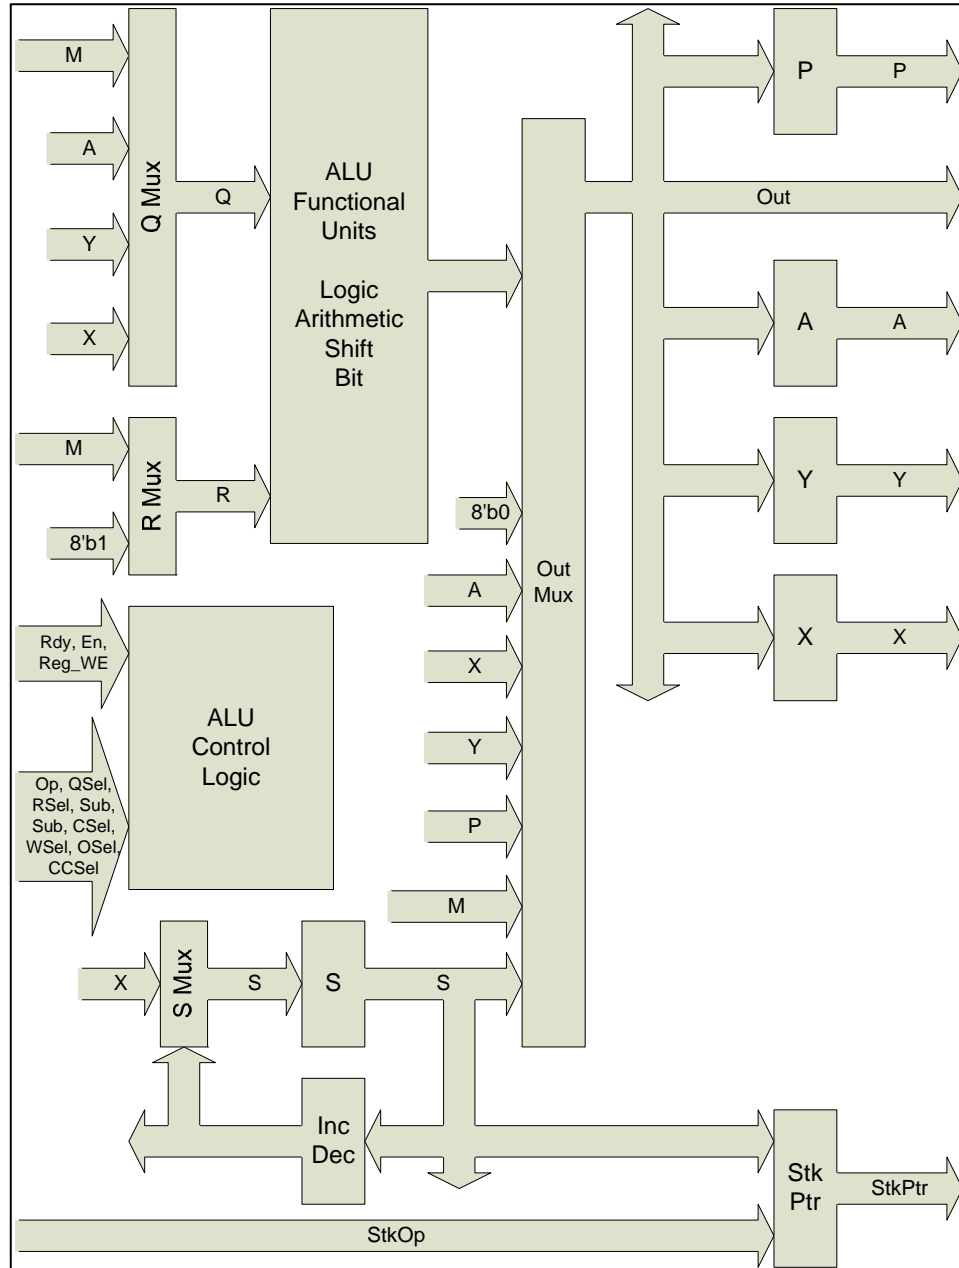 M
A
Y
X
Q Mux
Q
ALU
Functional
Units
Logic
Arithmetic
Shift
Bit
M
8'b1
R Mux
R
Rdy, En,
Reg_WE
Op, QSel,
RSel, Sub,
Sub, CSel,
WSel, OSel,
CCSel
ALU
Control
Logic
8'b0
A
X
Y
P
M
Out
Mux
X
S Mux
S
S
S
Inc
Dec
StkOp
P
P
Out
A
A
Y
Y
X
X
Stk
Ptr
StkPtr